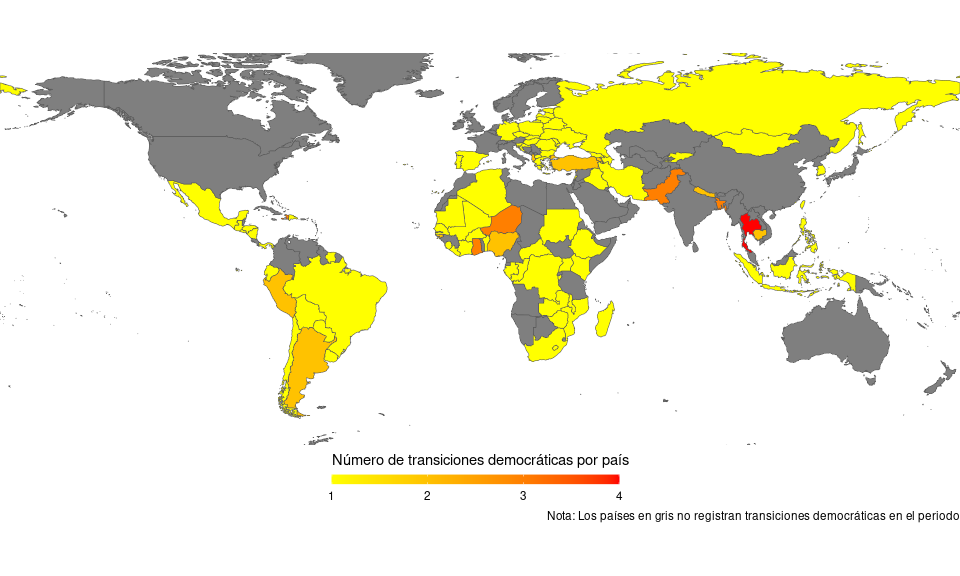 Número de transiciones democráticas por país
1 2 3 4
Nota: Los países en gris no registran transiciones democráticas en el periodo